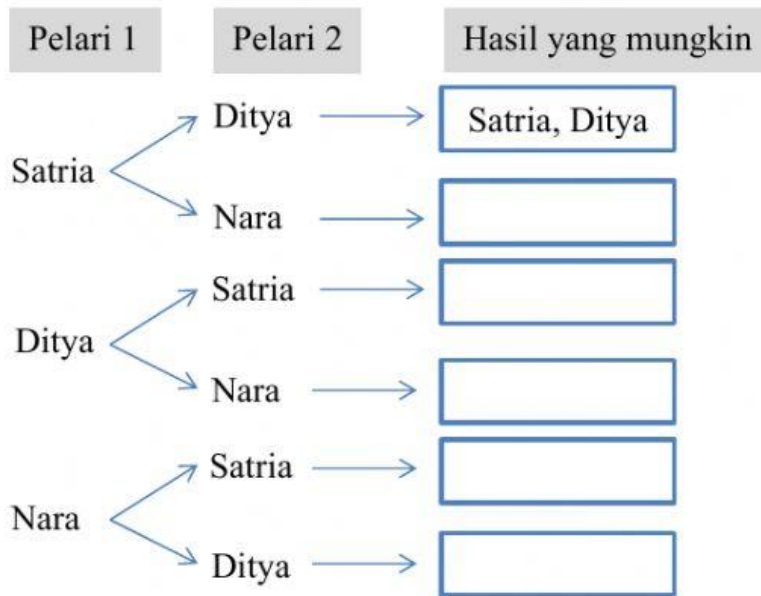 Pelari 1 Pelari 2 Hasil yang mungkin
Ditya Satria, Ditya
Satria
Nara
Satria
Ditya
Nara
Satria
Nara
Ditya